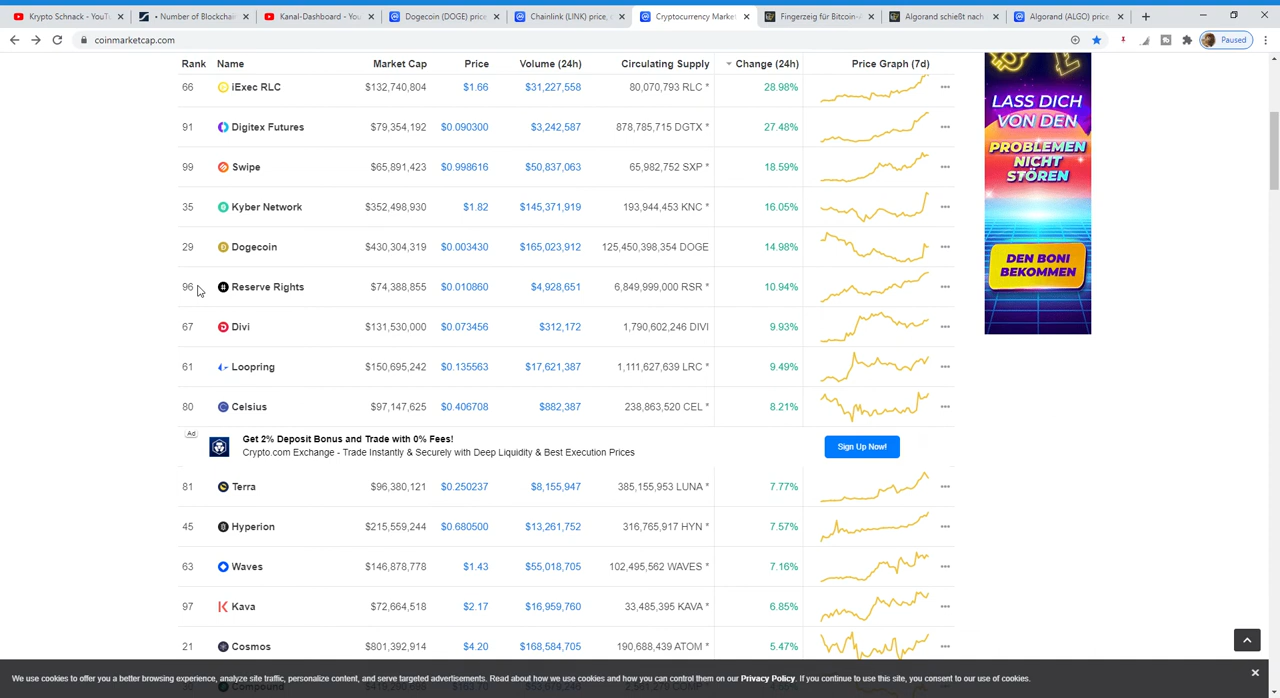 Krypto Schnack - YouT
• Number of Blockchai
Kanal-Dashboard - You
Dogecoin (DOGE) price
Chainlink (LINK) price, c
Cryptocurrency Market
Fingerzeig für Bitcoin-A
Algorand schießt nach
Algorand (ALGO) price,
coinmarketcap.com
Paused
Rank Name Market Cap Price Volume (24h) Circulating Supply Change (24h) Price Graph (7d)
66 iExec RLC $132,740,804 $1.66 $31,227,558 80,070,793 RLC * 28.98%
91 Digitex Futures $79,354,192 $0.090300 $3,242,587 878,785,715 DGTX * 27.48%
99 Swipe $65,891,423 $0.998616 $50,837,063 65,982,752 SXP * 18.59%
35 Kyber Network $352,498,930 $1.82 $145,371,919 193,944,453 KNC * 16.05%
29 Dogecoin $430,304,319 $0.003430 $165,023,912 125,450,398,354 DOGE 14.98%
96 Reserve Rights $74,388,855 $0.010860 $4,928,651 6,849,999,000 RSR * 10.94%
67 Divi $131,530,000 $0.073456 $312,172 1,790,602,246 DIVI 9.93%
61 Loopring $150,695,242 $0.135563 $17,621,387 1,111,627,639 LRC * 9.49%
80 Celsius $97,147,625 $0.406708 $882,387 238,863,520 CEL * 8.21%
Ad
Get 2% Deposit Bonus and Trade with 0% Fees!
Crypto.com Exchange - Trade Instantly & Securely with Deep Liquidity & Best Execution Prices
Sign Up Now!
81 Terra $96,380,121 $0.250237 $8,155,947 385,155,953 LUNA * 7.77%
45 Hyperion $215,559,244 $0.680500 $13,261,752 316,765,917 HYN * 7.57%
63 Waves $146,878,778 $1.43 $55,018,705 102,495,562 WAVES * 7.16%
97 Kava $72,664,518 $2.17 $16,959,760 33,485,395 KAVA * 6.85%
21 Cosmos $801,392,914 $4.20 $168,584,705 190,688,439 ATOM * 5.47%
Compound
LASS DICH
VON DEN
PROBLEMEN
NICHT
STÖREN
DEN BONI
BEKOMMEN
We use cookies to offer you a better browsing experience, analyze site traffic, personalize content, and serve targeted advertisements. Read about how we use cookies and how you can control them on our Privacy Policy. If you continue to use this site, you consent to our use of cookies.